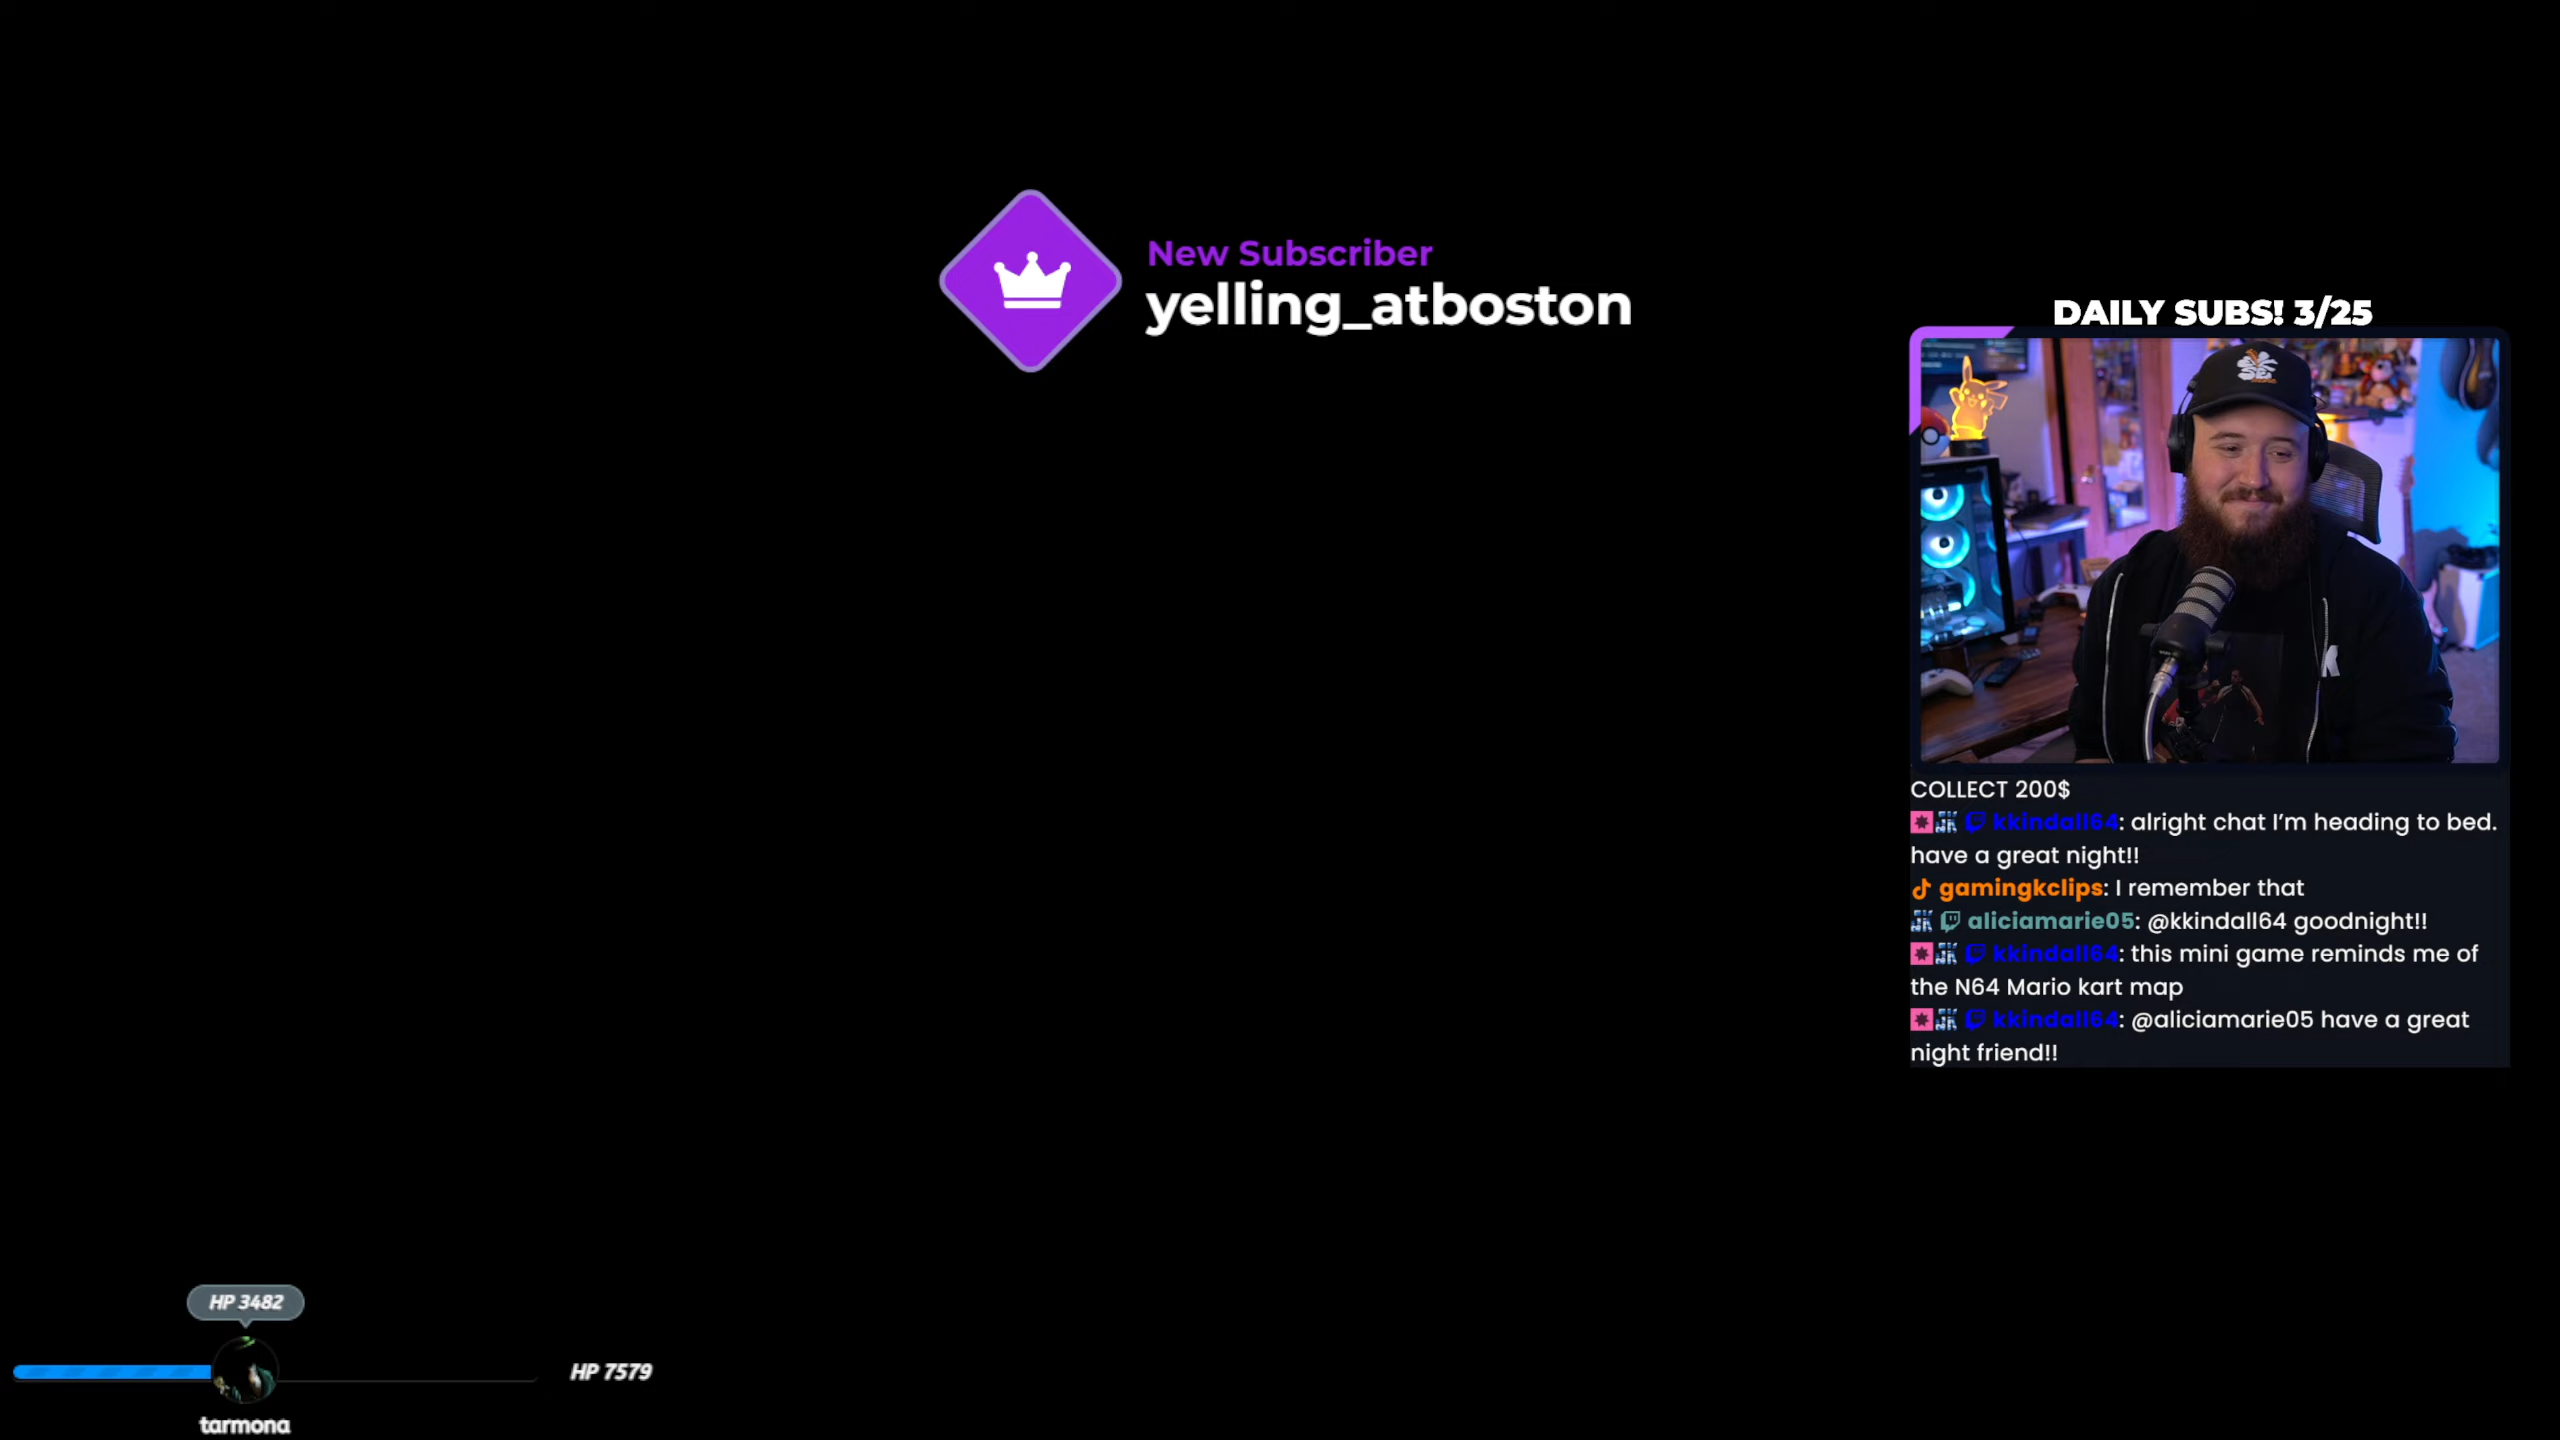 New Subscriber
yelling_atboston
DAILY SUBS! 3/25
COLLECT 200$
kkindall64: alright chat I'm heading to bed.
have a great night!!
gamingkclips: I remember that
aliciamarie05: @kkindall64 goodnight!!
kkindall64: this mini game reminds me of
the N64 Mario kart map
kkindall64: @aliciamarie05 have a great
night friend!!
HP 3482
HP 7579
tarmona